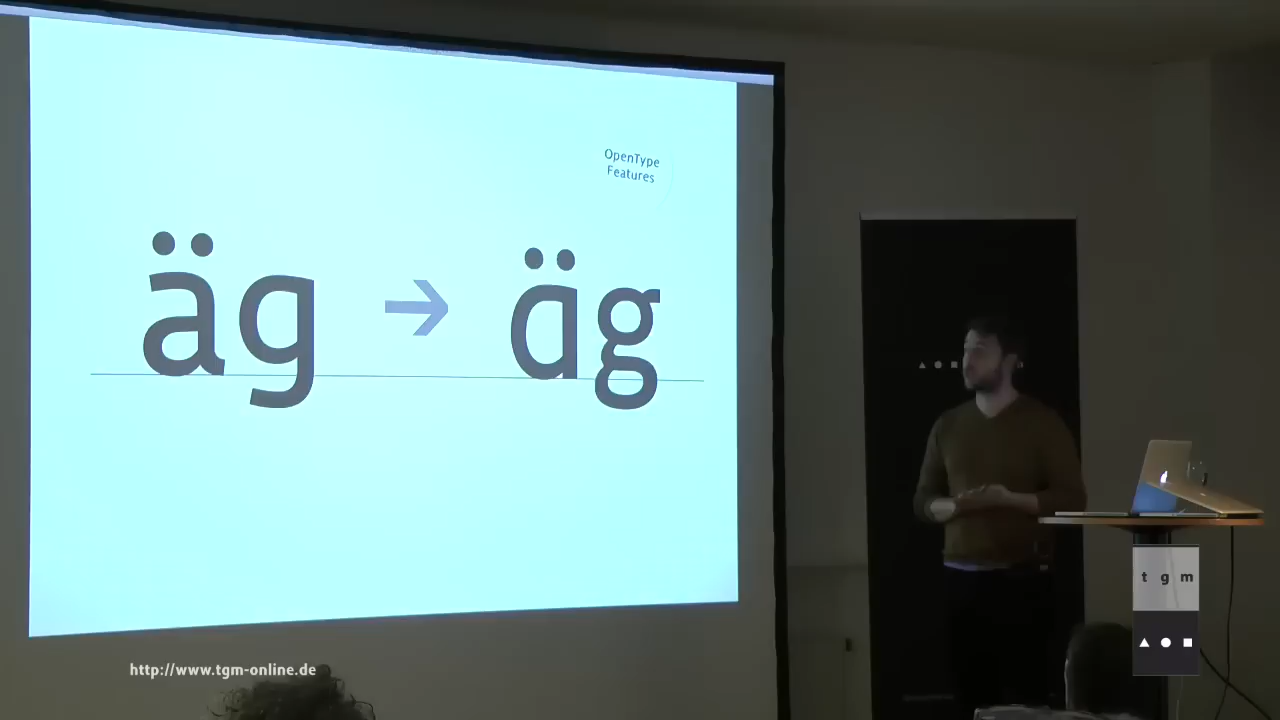 OpenType
Features
äg → äg
http://www.tgm-online.de
t g m